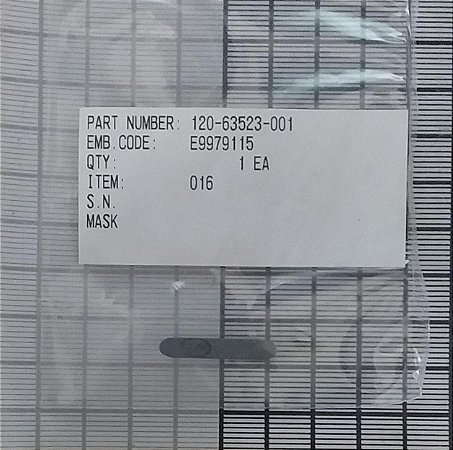 PART NUMBER: 120-63523-001
EMB.CODE: E9979115
QTY: 1 EA
ITEM: 016
S.N.
MASK